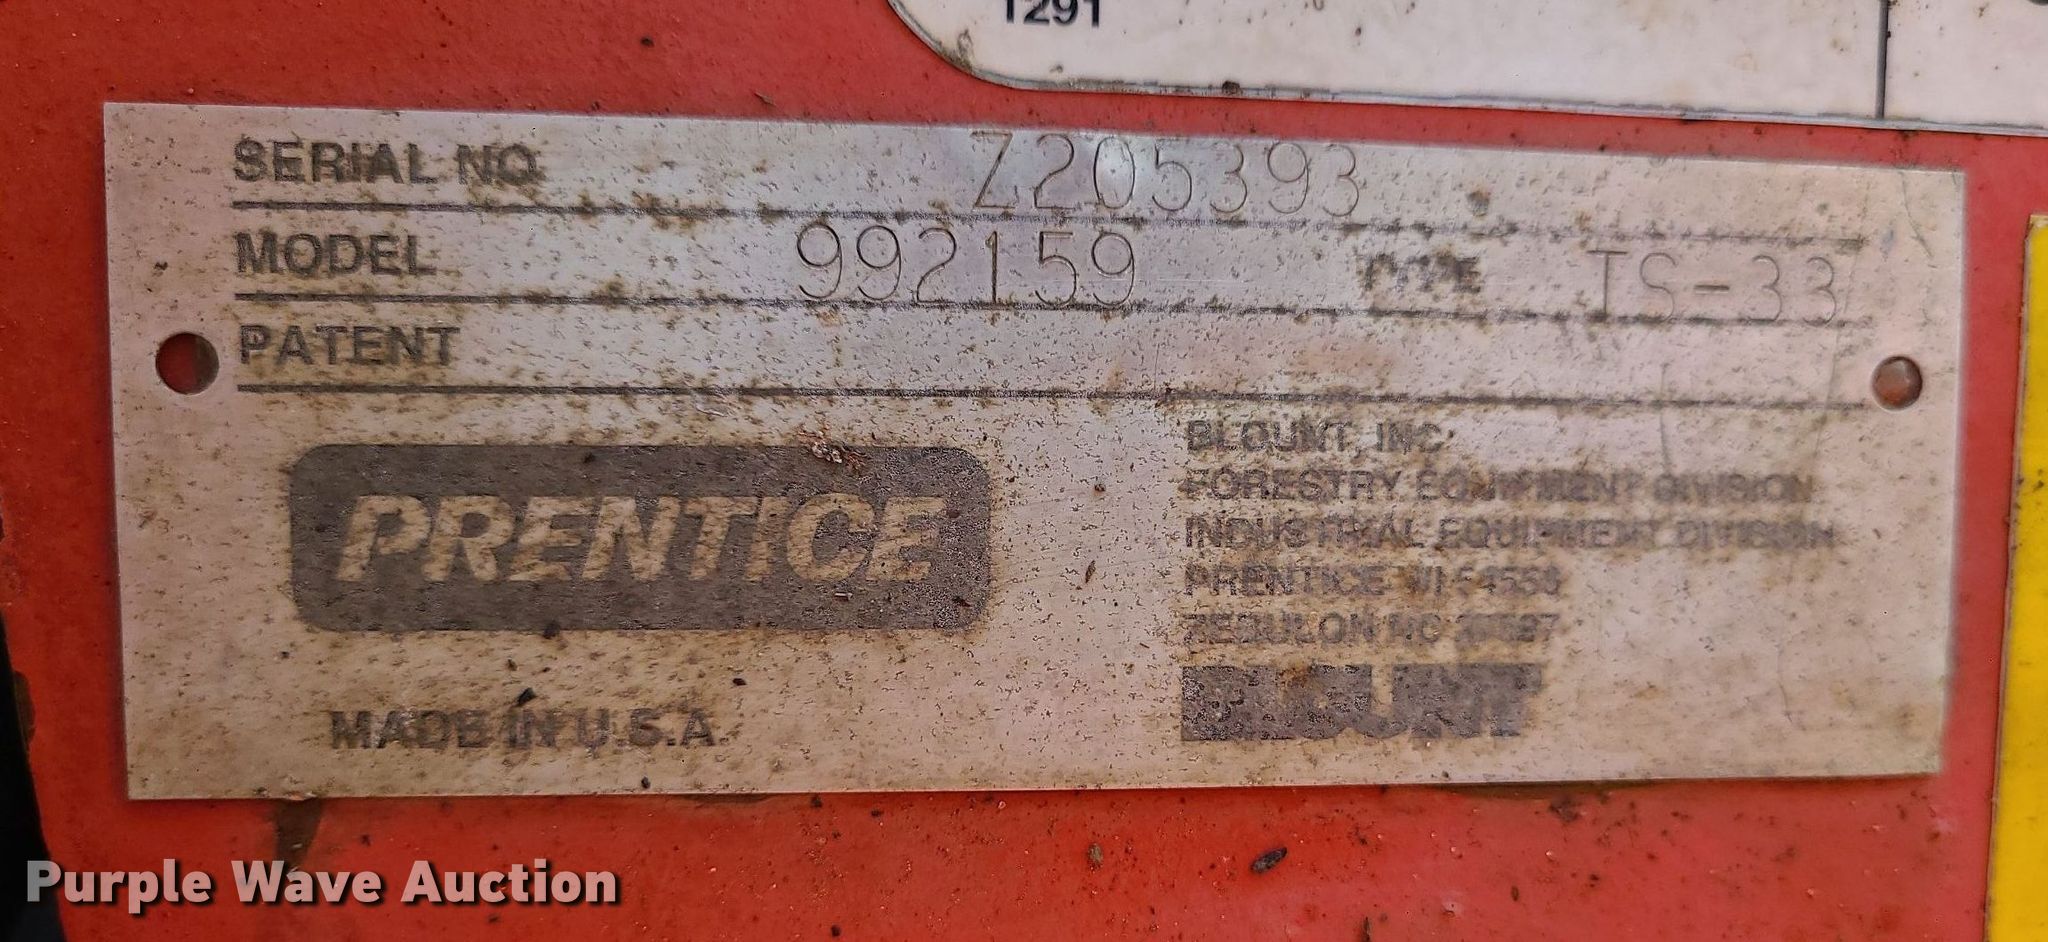 1291
SERIAL NO Z205393
MODEL 992159 TYPE TS-33
PATENT
PRENTICE
MADE IN U.S.A.
BLOUNT, INC
FORESTRY EQUIPMENT DIVISION
INDUSTRIAL EQUIPMENT DIVISION
PRENTICE WI 54556
ZEBULON NC 27597
BLOUNT
Purple Wave Auction